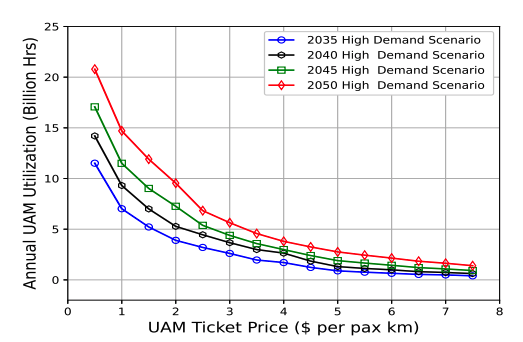 25
20
15
10
5
0
Annual UAM Utilization (Billion Hrs)
2035 High Demand Scenario
2040 High  Demand Scenario
2045 High  Demand Scenario
2050 High  Demand Scenario
0 1 2 3 4 5 6 7 8
UAM Ticket Price ($ per pax km)